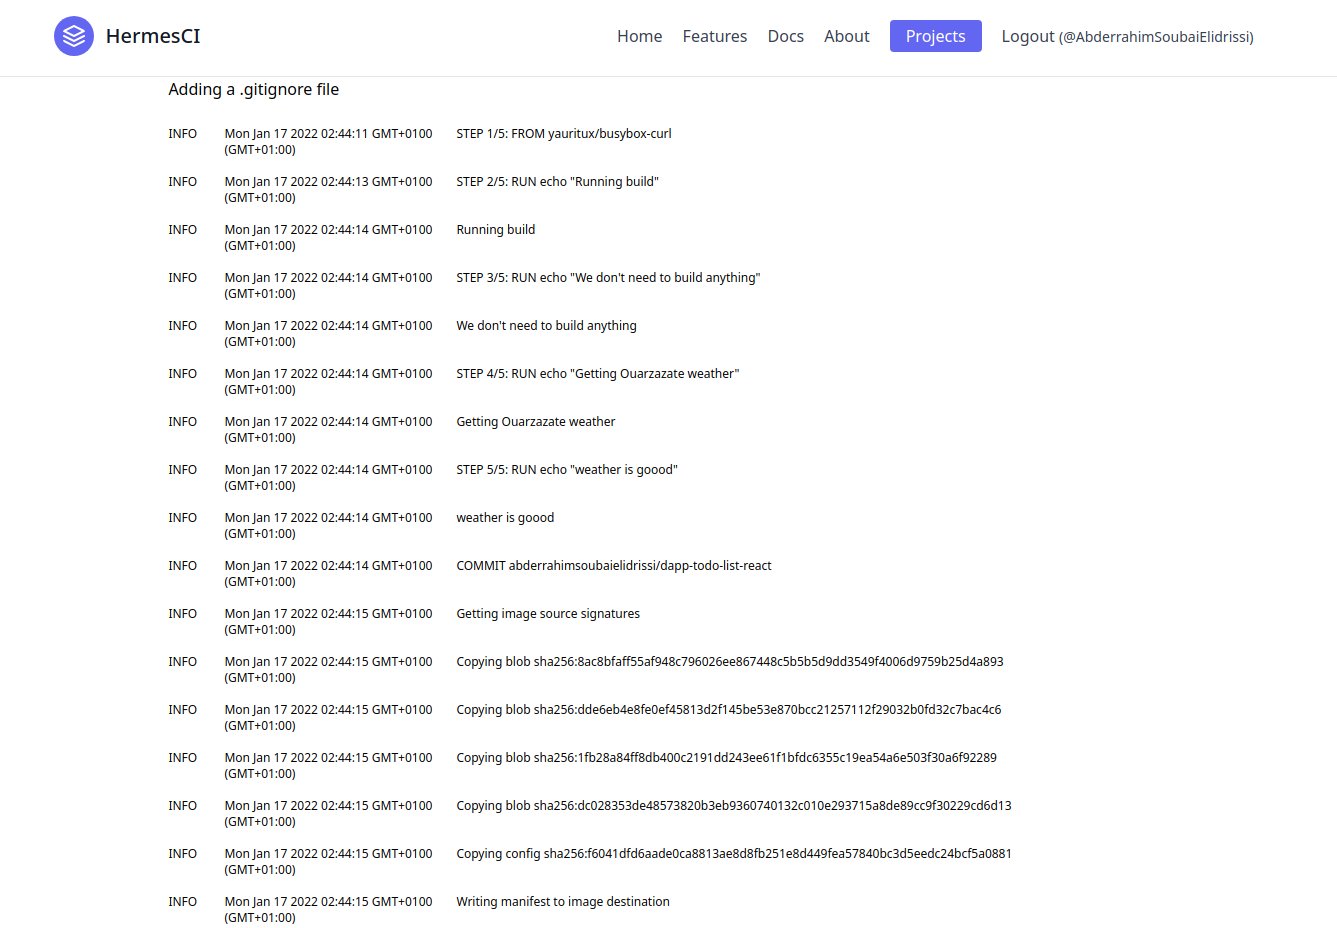 HermesCI
Home Features Docs About Projects Logout (@AbderrahimSoubaiElidrissi)
Adding a .gitignore file
INFO Mon Jan 17 2022 02:44:11 GMT+0100 STEP 1/5: FROM yauritux/busybox-curl
(GMT+01:00)
INFO Mon Jan 17 2022 02:44:13 GMT+0100 STEP 2/5: RUN echo "Running build"
(GMT+01:00)
INFO Mon Jan 17 2022 02:44:14 GMT+0100 Running build
(GMT+01:00)
INFO Mon Jan 17 2022 02:44:14 GMT+0100 STEP 3/5: RUN echo "We don't need to build anything"
(GMT+01:00)
INFO Mon Jan 17 2022 02:44:14 GMT+0100 We don't need to build anything
(GMT+01:00)
INFO Mon Jan 17 2022 02:44:14 GMT+0100 STEP 4/5: RUN echo "Getting Ouarzazate weather"
(GMT+01:00)
INFO Mon Jan 17 2022 02:44:14 GMT+0100 Getting Ouarzazate weather
(GMT+01:00)
INFO Mon Jan 17 2022 02:44:14 GMT+0100 STEP 5/5: RUN echo "weather is goood"
(GMT+01:00)
INFO Mon Jan 17 2022 02:44:14 GMT+0100 weather is goood
(GMT+01:00)
INFO Mon Jan 17 2022 02:44:14 GMT+0100 COMMIT abderrahimsoubaielidrissi/dapp-todo-list-react
(GMT+01:00)
INFO Mon Jan 17 2022 02:44:15 GMT+0100 Getting image source signatures
(GMT+01:00)
INFO Mon Jan 17 2022 02:44:15 GMT+0100 Copying blob sha256:8ac8bfaff55af948c796026ee867448c5b5b5d9dd3549f4006d9759b25d4a893
(GMT+01:00)
INFO Mon Jan 17 2022 02:44:15 GMT+0100 Copying blob sha256:dde6eb4e8fe0ef45813d2f145be53e870bcc21257112f29032b0fd32c7bac4c6
(GMT+01:00)
INFO Mon Jan 17 2022 02:44:15 GMT+0100 Copying blob sha256:1fb28a84ff8db400c2191dd243ee61f1bfdc6355c19ea54a6e503f30a6f92289
(GMT+01:00)
INFO Mon Jan 17 2022 02:44:15 GMT+0100 Copying blob sha256:dc028353de48573820b3eb9360740132c010e293715a8de89cc9f30229cd6d13
(GMT+01:00)
INFO Mon Jan 17 2022 02:44:15 GMT+0100 Copying config sha256:f6041dfd6aade0ca8813ae8d8fb251e8d449fea57840bc3d5eedc24bcf5a0881
(GMT+01:00)
INFO Mon Jan 17 2022 02:44:15 GMT+0100 Writing manifest to image destination
(GMT+01:00)